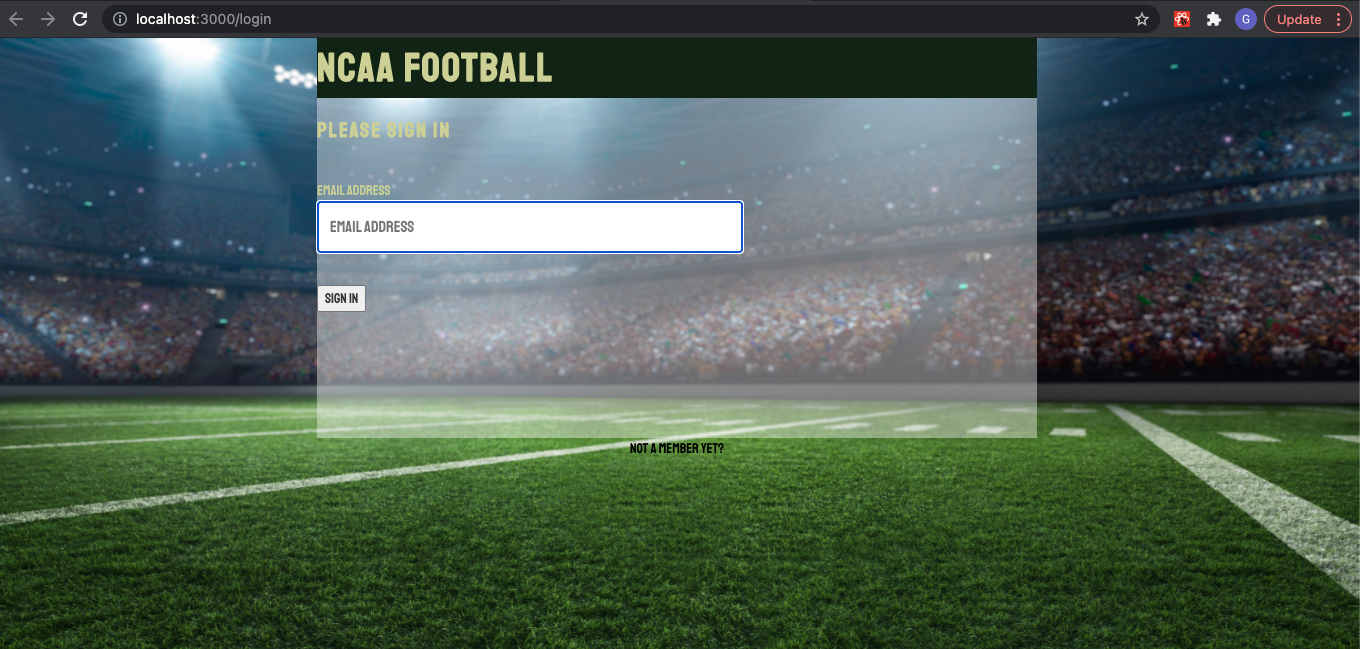 localhost:3000/login
G
Update
NCAA FOOTBALL
PLEASE SIGN IN
EMAIL ADDRESS
EMAIL ADDRESS
SIGN IN
NOT A MEMBER YET?